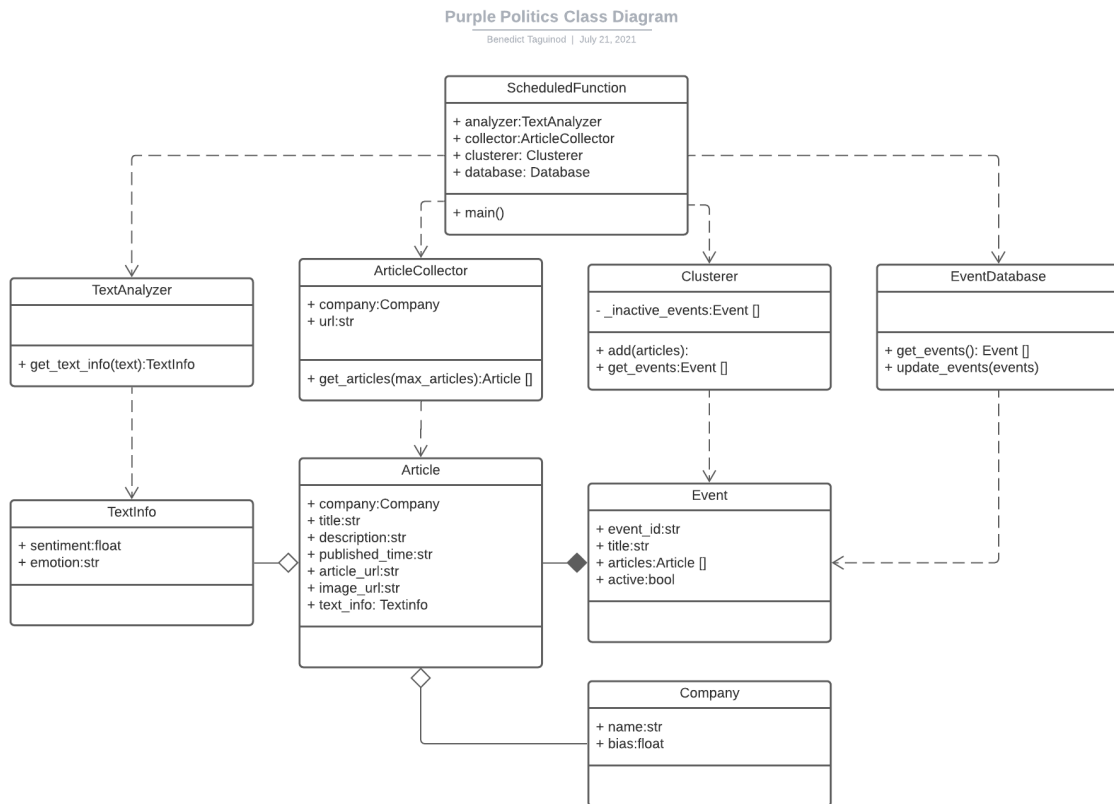 Purple Politics Class Diagram
Benedict Taguinod | July 21, 2021
ScheduledFunction
+ analyzer:TextAnalyzer
+ collector:ArticleCollector
+ clusterer: Clusterer
+ database: Database
+ main()
TextAnalyzer
+ get_text_info(text):TextInfo
ArticleCollector
+ company:Company
+ url:str
+ get_articles(max_articles):Article []
Clusterer
- _inactive_events:Event []
+ add(articles):
+ get_events:Event []
EventDatabase
+ get_events(): Event []
+ update_events(events)
TextInfo
+ sentiment:float
+ emotion:str
Article
+ company:Company
+ title:str
+ description:str
+ published_time:str
+ article_url:str
+ image_url:str
+ text_info: Textinfo
Event
+ event_id:str
+ title:str
+ articles:Article []
+ active:bool
Company
+ name:str
+ bias:float